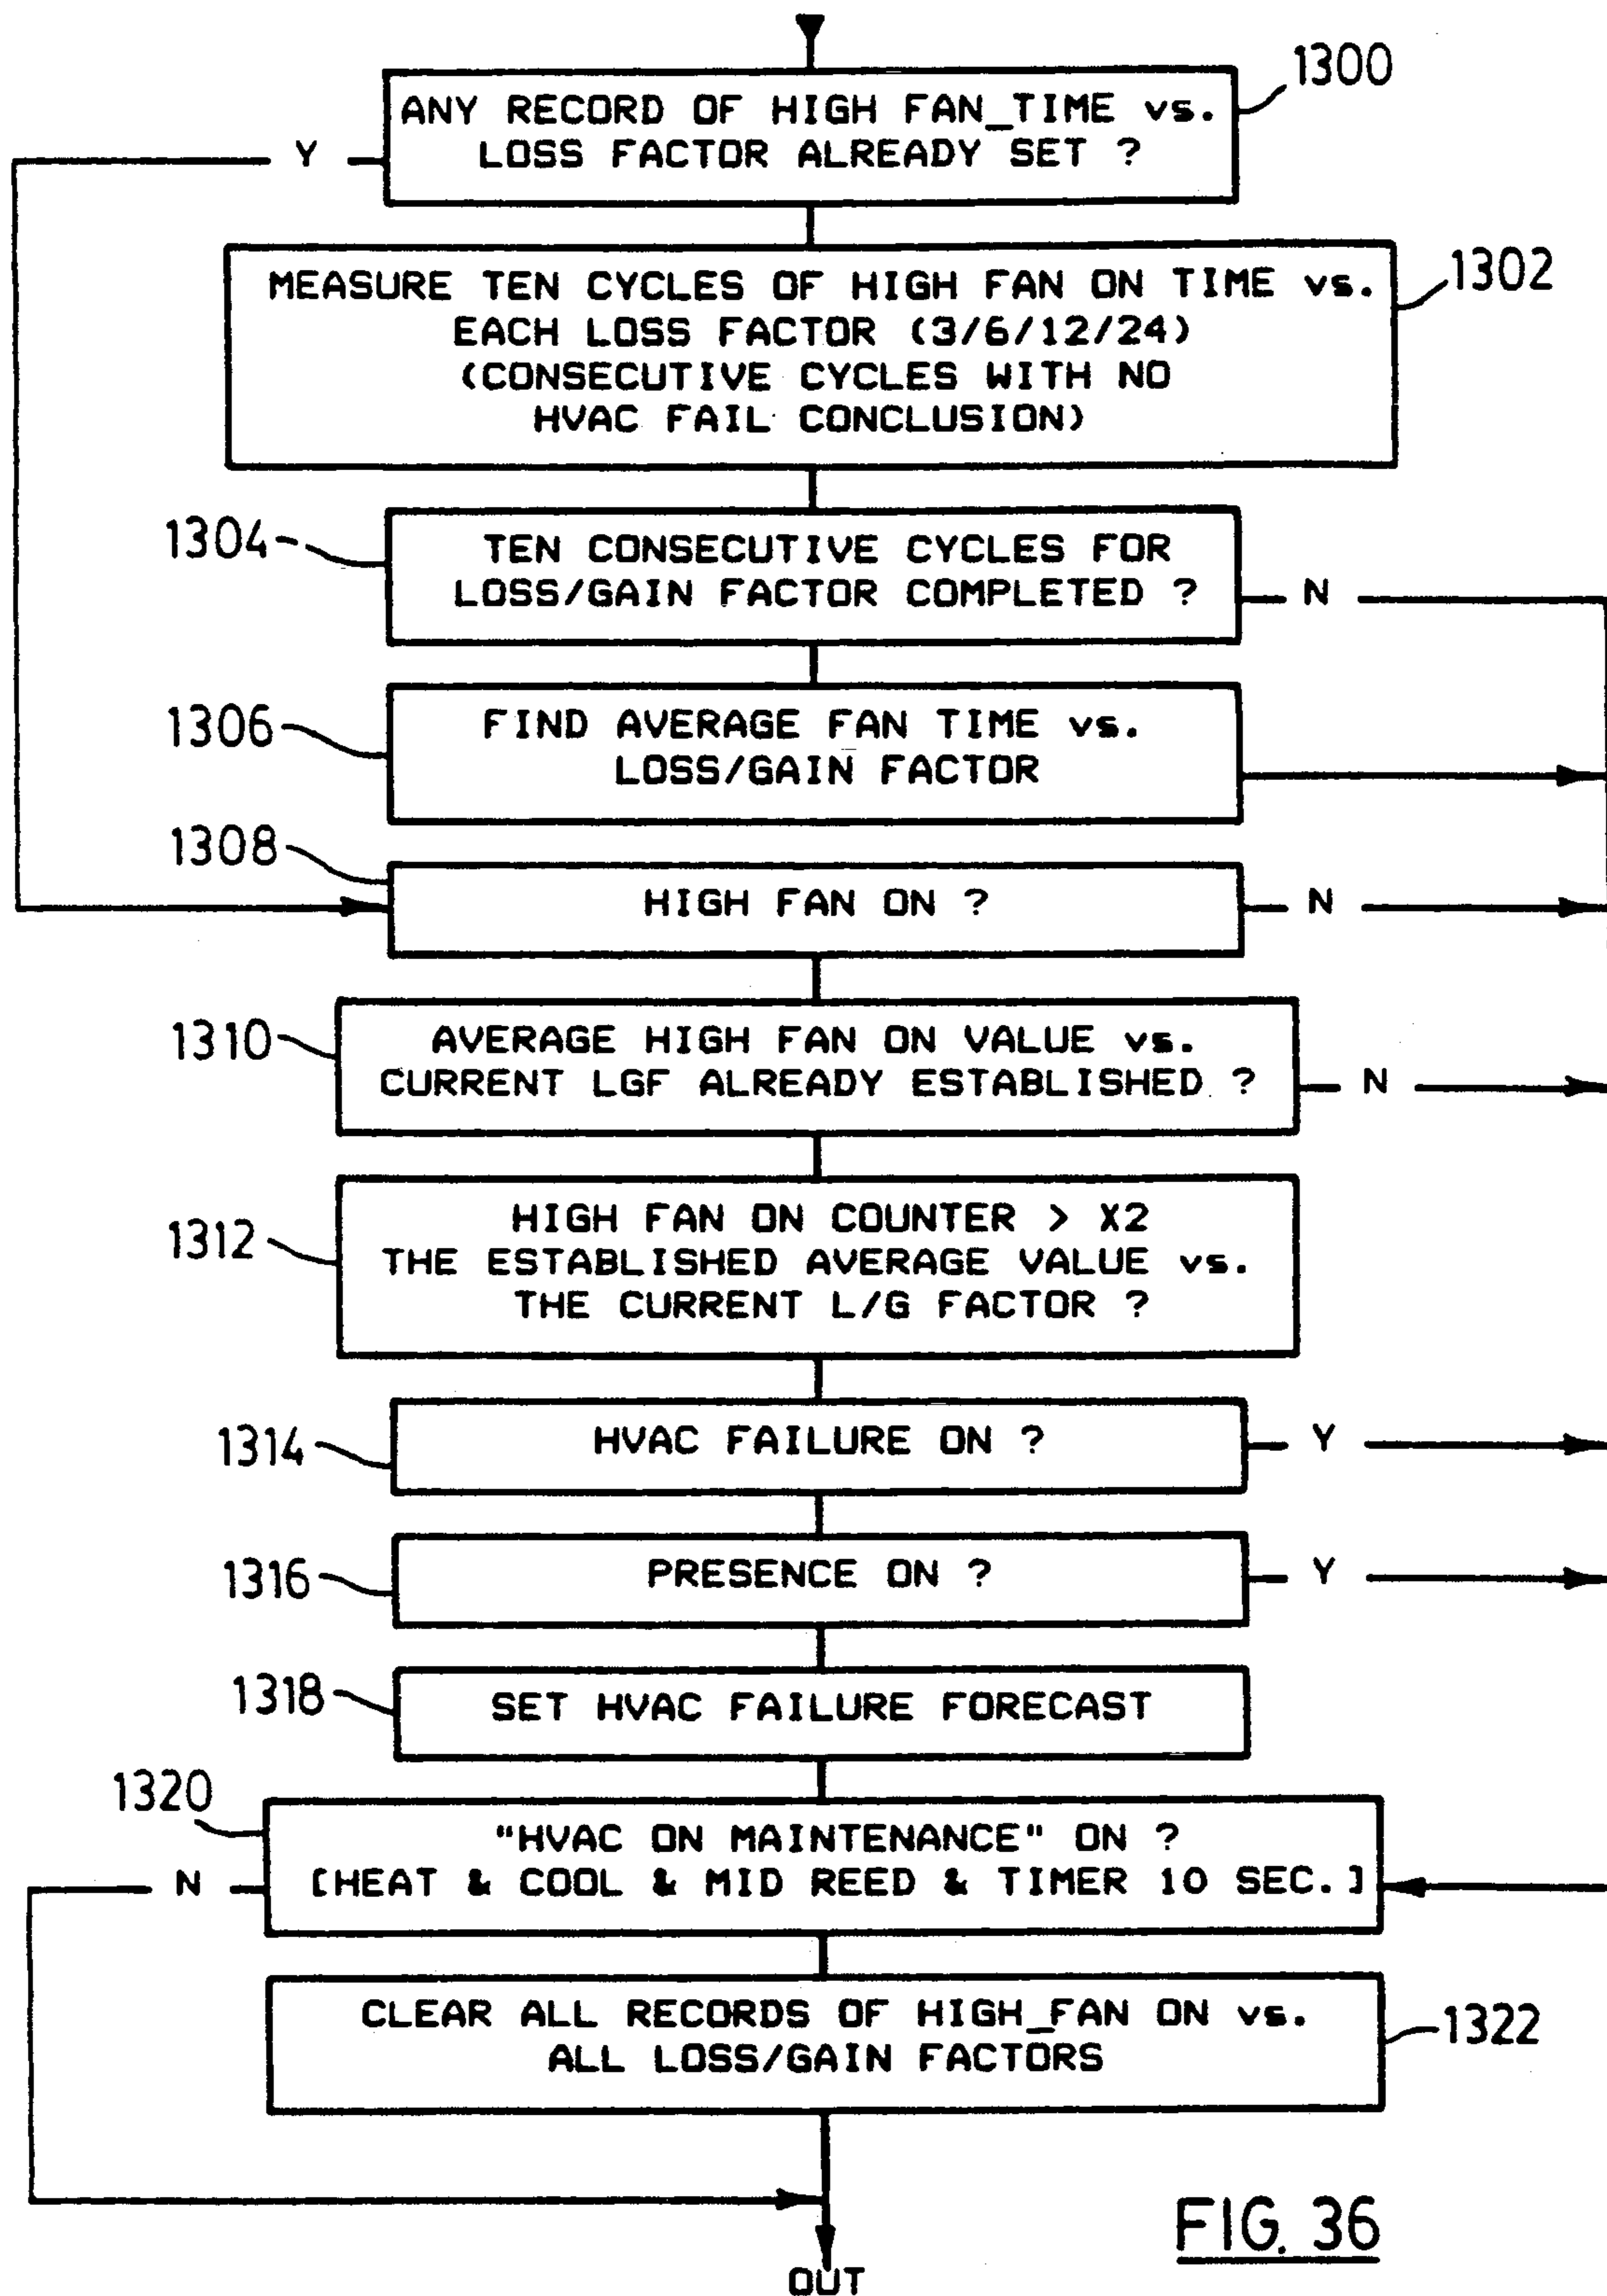 1300
ANY RECORD OF HIGH FAN_TIME vs.
LOSS FACTOR ALREADY SET ?
Y
1302
MEASURE TEN CYCLES OF HIGH FAN ON TIME vs.
EACH LOSS FACTOR (3/6/12/24)
(CONSECUTIVE CYCLES WITH NO
HVAC FAIL CONCLUSION)
1304
TEN CONSECUTIVE CYCLES FOR
LOSS/GAIN FACTOR COMPLETED ?
N
1306
FIND AVERAGE FAN TIME vs.
LOSS/GAIN FACTOR
1308
HIGH FAN ON ?
N
1310
AVERAGE HIGH FAN ON VALUE vs.
CURRENT LGF ALREADY ESTABLISHED ?
N
1312
HIGH FAN ON COUNTER > X2
THE ESTABLISHED AVERAGE VALUE vs.
THE CURRENT L/G FACTOR ?
1314
HVAC FAILURE ON ?
Y
1316
PRESENCE ON ?
Y
1318
SET HVAC FAILURE FORECAST
1320
"HVAC ON MAINTENANCE" ON ?
[HEAT & COOL & MID REED & TIMER 10 SEC.]
N
1322
CLEAR ALL RECORDS OF HIGH_FAN ON vs.
ALL LOSS/GAIN FACTORS
OUT
FIG. 36